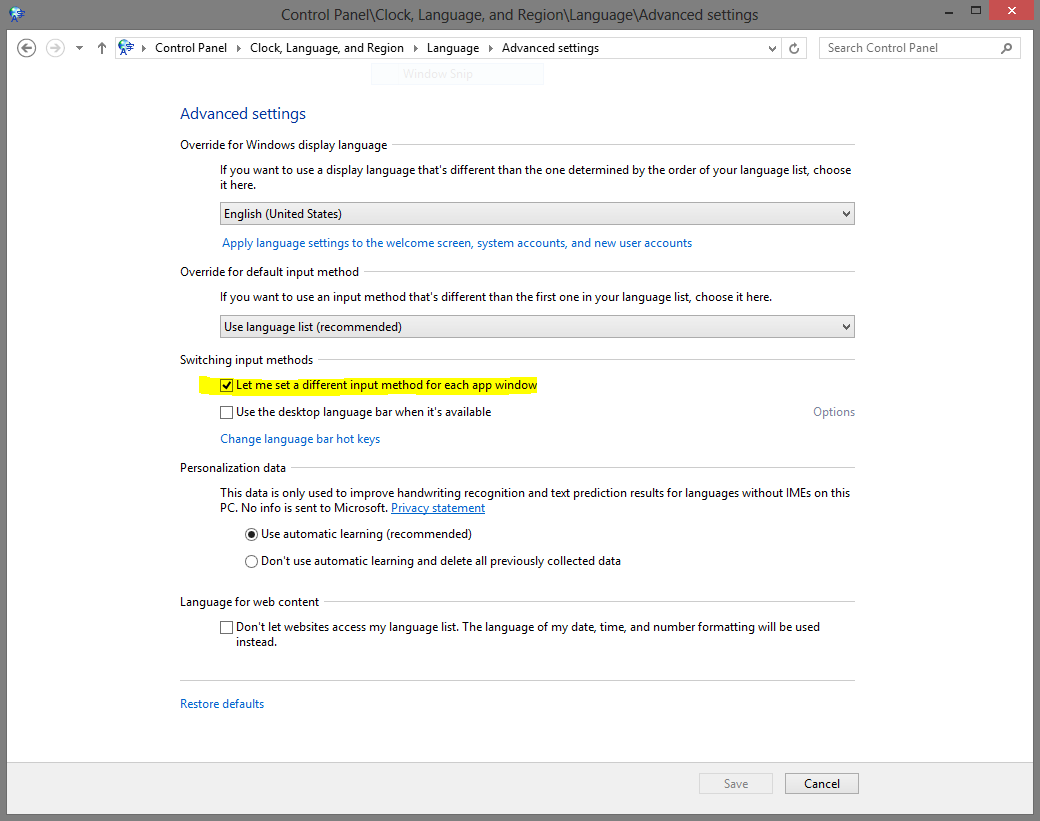 Control Panel\Clock, Language, and Region\Language\Advanced settings
Control Panel Clock, Language, and Region Language Advanced settings
Search Control Panel
Window Snip
Advanced settings
Override for Windows display language
If you want to use a display language that's different than the one determined by the order of your language list, choose
it here.
English (United States)
Apply language settings to the welcome screen, system accounts, and new user accounts
Override for default input method
If you want to use an input method that's different than the first one in your language list, choose it here.
Use language list (recommended)
Switching input methods
Let me set a different input method for each app window
Use the desktop language bar when it's available
Options
Change language bar hot keys
Personalization data
This data is only used to improve handwriting recognition and text prediction results for languages without IMEs on this
PC. No info is sent to Microsoft. Privacy statement
Use automatic learning (recommended)
Don't use automatic learning and delete all previously collected data
Language for web content
Don't let websites access my language list. The language of my date, time, and number formatting will be used
instead.
Restore defaults
Save
Cancel